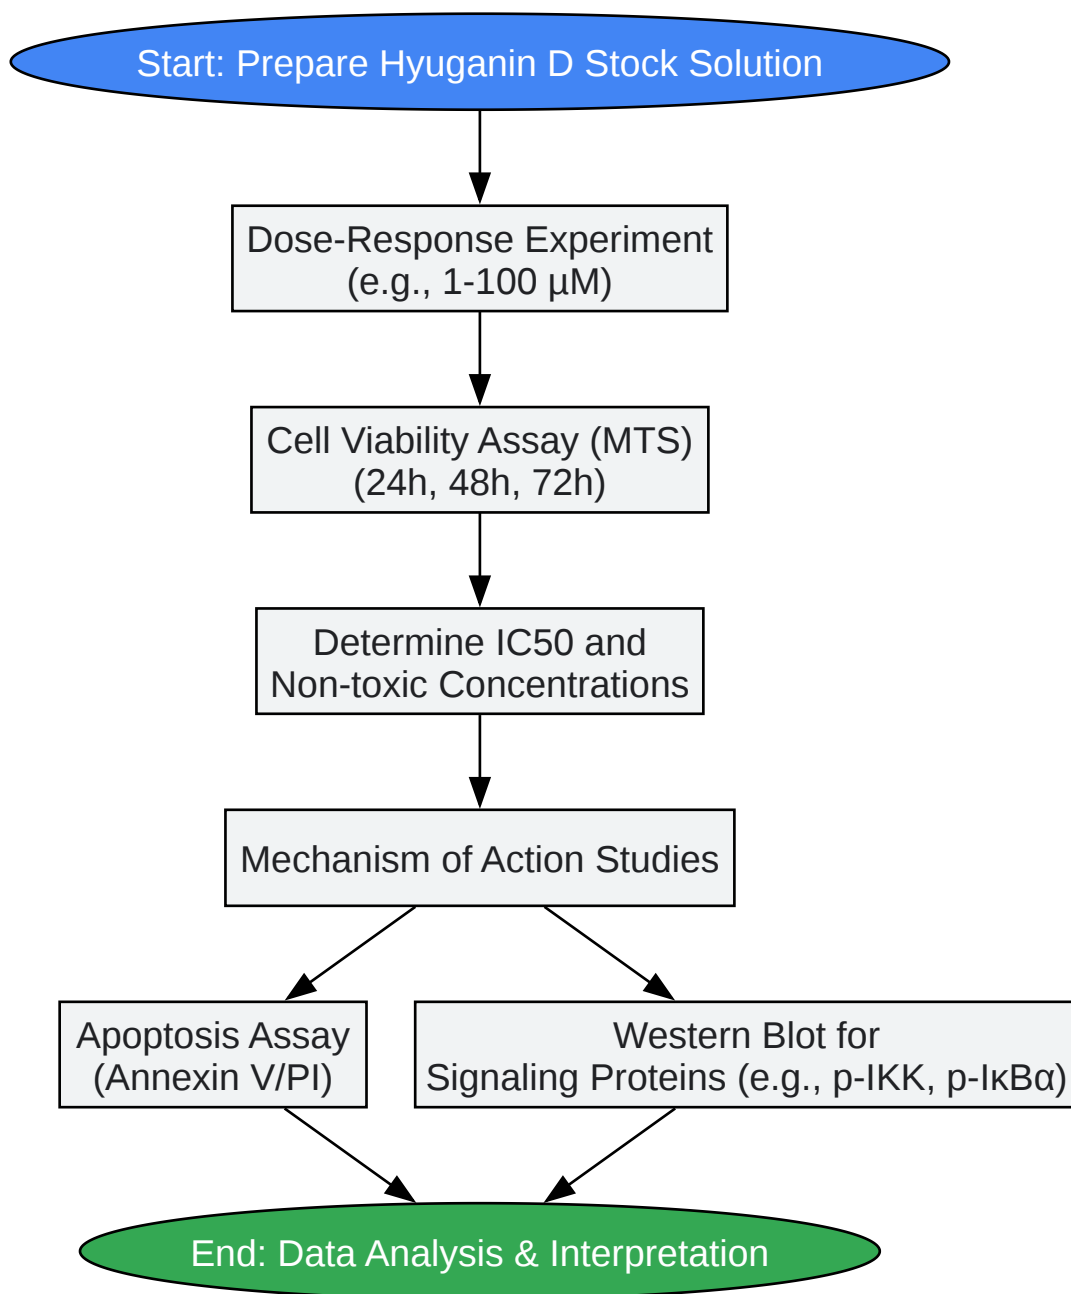 Start: Prepare Hyuganin D Stock Solution
Dose-Response Experiment
(e.g., 1-100 µM)
Cell Viability Assay (MTS)
(24h, 48h, 72h)
Determine IC50 and
Non-toxic Concentrations
Mechanism of Action Studies
Apoptosis Assay
(Annexin V/PI)
Western Blot for
Signaling Proteins (e.g., p-IKK, p-IκBα)
End: Data Analysis & Interpretation